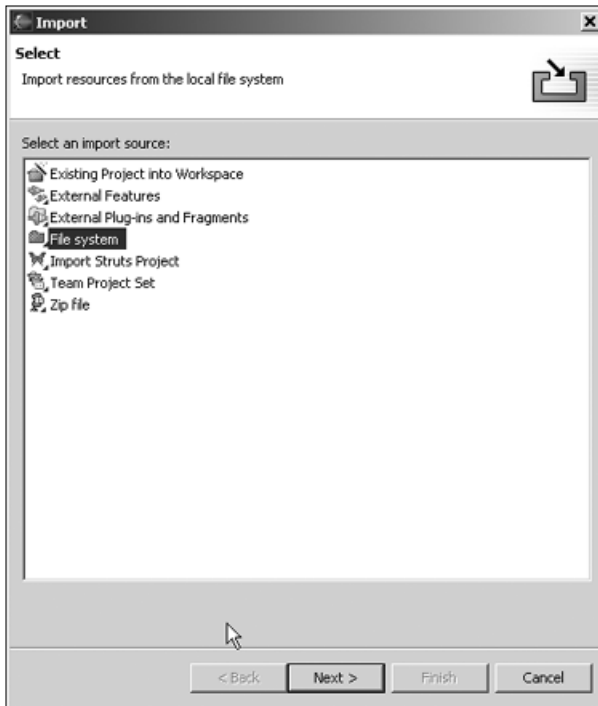 Import
Select
Import resources from the local file system
Select an import source:
Existing Project into Workspace
External Features
External Plug-ins and Fragments
File system
Import Struts Project
Team Project Set
Zip file
< Back Next > Finish Cancel